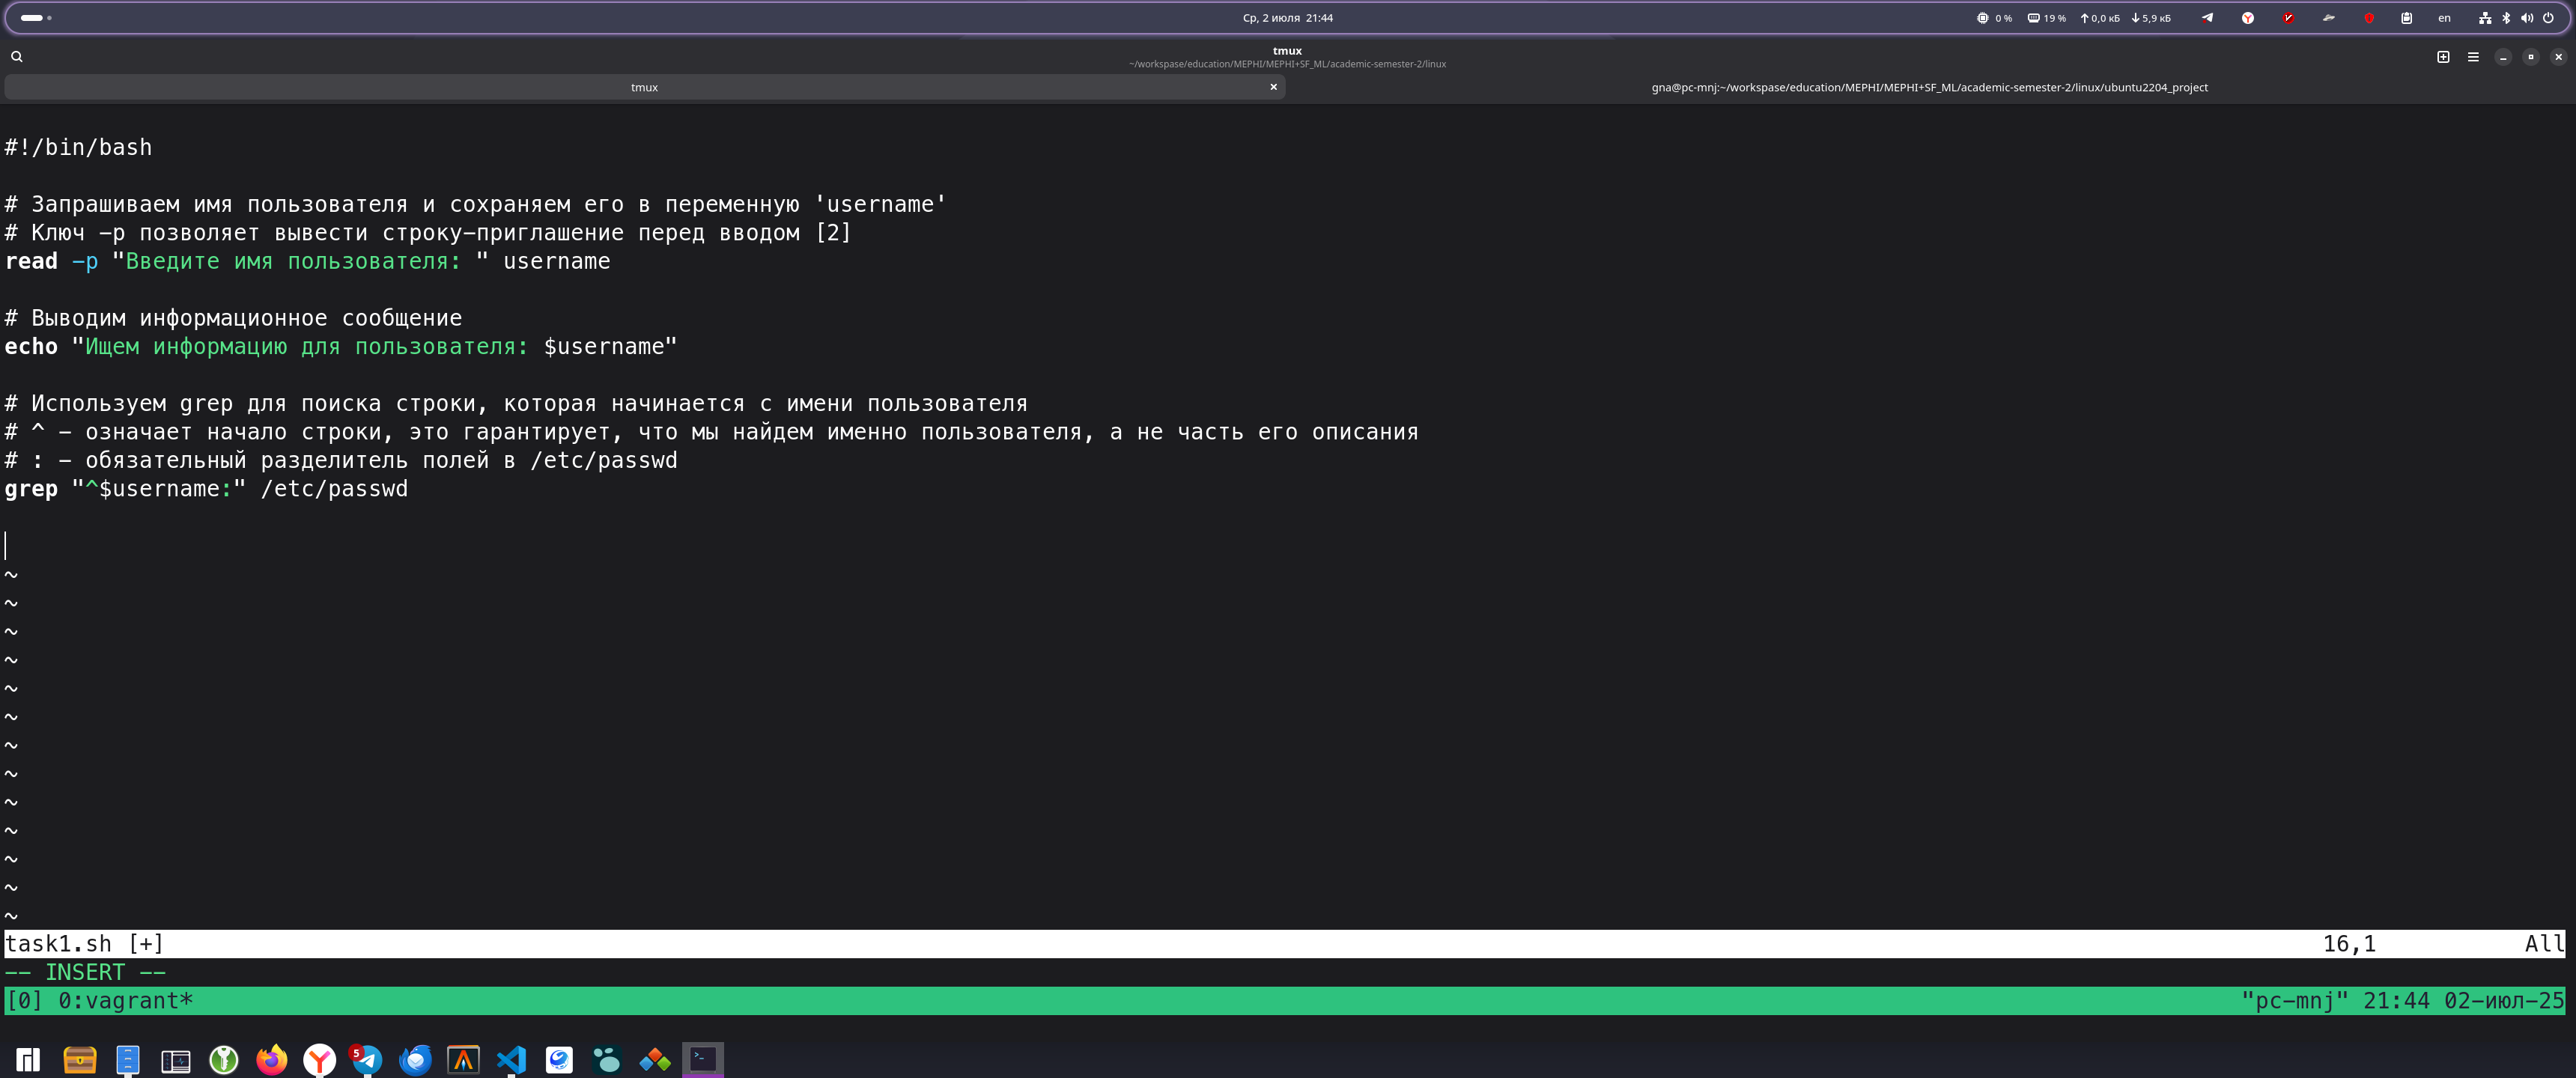 Ср, 2 июля 21:44
0 % 19 % 0,0 кБ 5,9 кБ en
tmux
~/workspase/education/MEPHI/MEPHI+SF_ML/academic-semester-2/linux
tmux
gna@pc-mnj:~/workspase/education/MEPHI/MEPHI+SF_ML/academic-semester-2/linux/ubuntu2204_project
#!/bin/bash
# Запрашиваем имя пользователя и сохраняем его в переменную 'username'
# Ключ -p позволяет вывести строку-приглашение перед вводом [2]
read -p "Введите имя пользователя: " username
# Выводим информационное сообщение
echo "Ищем информацию для пользователя: $username"
# Используем grep для поиска строки, которая начинается с имени пользователя
# ^ - означает начало строки, это гарантирует, что мы найдем именно пользователя, а не часть его описания
# : - обязательный разделитель полей в /etc/passwd
grep "^$username:" /etc/passwd
~
~
~
~
~
~
~
~
~
~
~
~
~
task1.sh [+] 16,1 All
-- INSERT --
[0] 0:vagrant* "pc-mnj" 21:44 02-июл-25
5